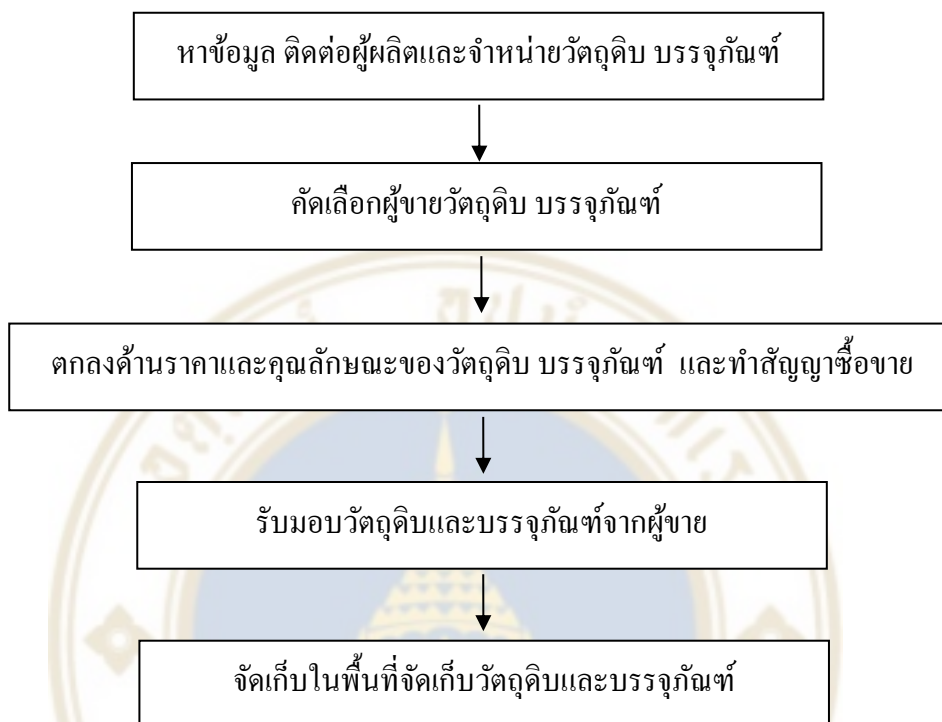 หาข้อมูล ติดต่อผู้ผลิตและจำหน่ายวัตถุดิบ บรรจุภัณฑ์
คัดเลือกผู้ขายวัตถุดิบ บรรจุภัณฑ์
ตกลงด้านราคาและคุณลักษณะของวัตถุดิบ บรรจุภัณฑ์ และทำสัญญาซื้อขาย
รับมอบวัตถุดิบและบรรจุภัณฑ์จากผู้ขาย
จัดเก็บในพื้นที่จัดเก็บวัตถุดิบและบรรจุภัณฑ์